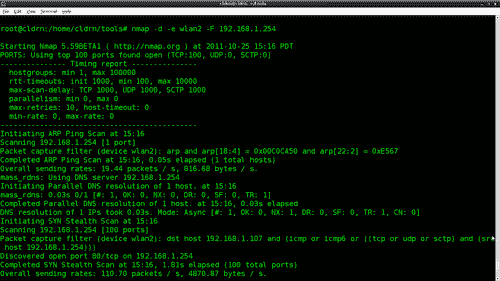 root@cldrn:/home/cldrn/tools# nmap -d -e wlan2 -F 192.168.1.254
Starting Nmap 5.59BETA1 ( http://nmap.org ) at 2011-10-25 15:16 PDT
PORTS: Using top 100 ports found open (TCP:100, UDP:0, SCTP:0)
--------------- Timing report ---------------
hostgroups: min 1, max 100000
rtt-timeouts: init 1000, min 100, max 10000
max-scan-delay: TCP 1000, UDP 1000, SCTP 1000
parallelism: min 0, max 0
max-retries: 10, host-timeout: 0
min-rate: 0, max-rate: 0
---------------------------------------------
Initiating ARP Ping Scan at 15:16
Scanning 192.168.1.254 [1 port]
Packet capture filter (device wlan2): arp and arp[18:4] = 0x00C0CA50 and arp[22:2] = 0xE567
Completed ARP Ping Scan at 15:16, 0.05s elapsed (1 total hosts)
Overall sending rates: 19.44 packets / s, 816.68 bytes / s.
mass_rdns: Using DNS server 192.168.1.254
Initiating Parallel DNS resolution of 1 host. at 15:16
mass_rdns: 0.03s 0/1 [#: 1, OK: 0, NX: 0, DR: 0, SF: 0, TR: 1]
Completed Parallel DNS resolution of 1 host. at 15:16, 0.03s elapsed
DNS resolution of 1 IPs took 0.03s. Mode: Async [#: 1, OK: 0, NX: 1, DR: 0, SF: 0, TR: 1, CN: 0]
Initiating SYN Stealth Scan at 15:16
Scanning 192.168.1.254 [100 ports]
Packet capture filter (device wlan2): dst host 192.168.1.107 and (icmp or icmp6 or ((tcp or udp or sctp) and (src
host 192.168.1.254)))
Discovered open port 80/tcp on 192.168.1.254
Completed SYN Stealth Scan at 15:16, 1.81s elapsed (100 total ports)
Overall sending rates: 110.70 packets / s, 4870.87 bytes / s.